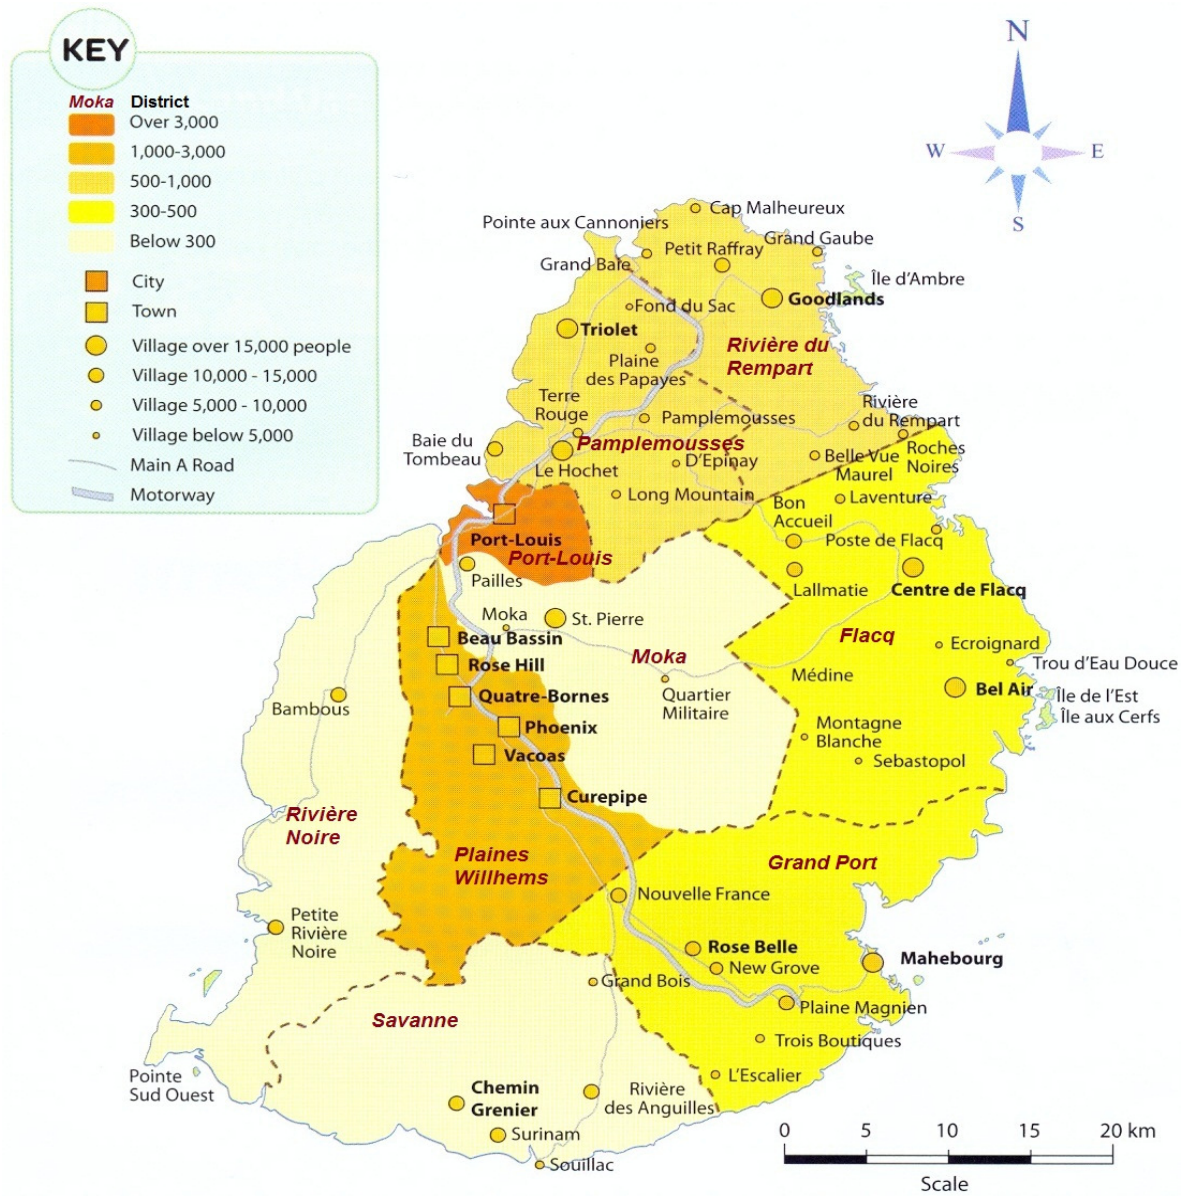 KEY
Moka District
Over 3,000
1,000-3,000
500-1,000
300-500
Below 300
City
Town
Village over 15,000 people
Village 10,000 - 15,000
Village 5,000 - 10,000
Village below 5,000
Main A Road
Motorway
N
W
E
S
Cap Malheureux
Pointe aux Cannoniers
Grand Gaube
Petit Raffray
Grand Baie
Île d'Ambre
Goodlands
Fond du Sac
Triolet
Rivière du
Rempart
Plaine
des Papayes
Terre
Rouge
Rivière
du Rempart
Pamplemousses
Baie du
Tombeau
Pamplemousses
Roches
Noires
Belle Vue
Maurel
D'Epinay
Le Hochet
Long Mountain
Laventure
Bon
Accueil
Port-Louis
Poste de Flacq
Port-Louis
Pailles
Lallmatie
Centre de Flacq
Moka
St. Pierre
Beau Bassin
Flacq
Ecroignard
Moka
Rose Hill
Trou d'Eau Douce
Médine
Quartier
Militaire
Bel Air
Île de l'Est
Île aux Cerfs
Quatre-Bornes
Bambous
Phoenix
Montagne
Blanche
Vacoas
Sebastopol
Curepipe
Rivière
Noire
Plaines
Willhems
Grand Port
Nouvelle France
Petite
Rivière
Noire
Rose Belle
Mahebourg
New Grove
Grand Bois
Plaine Magnien
Savanne
Trois Boutiques
Pointe
Sud Ouest
L'Escalier
Chemin
Grenier
Rivière
des Anguilles
Surinam
Souillac
0 5 10 15 20 km
Scale